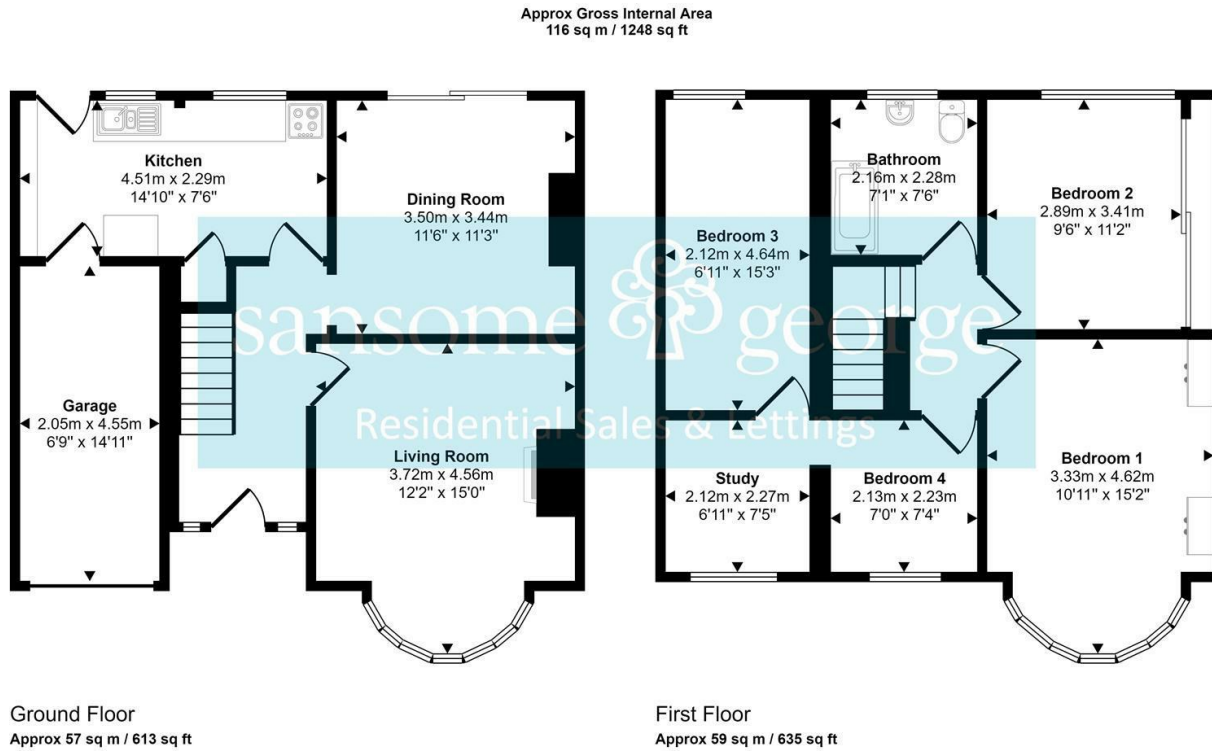 Approx Gross Internal Area
116 sq m / 1248 sq ft
Kitchen
4.51m x 2.29m
14'10" x 7'6"
Dining Room
3.50m x 3.44m
11'6" x 11'3"
Garage
2.05m x 4.55m
6'9" x 14'11"
Living Room
3.72m x 4.56m
12'2" x 15'0"
Bedroom 3
2.12m x 4.64m
6'11" x 15'3"
Bathroom
2.16m x 2.28m
7'1" x 7'6"
Bedroom 2
2.89m x 3.41m
9'6" x 11'2"
Study
2.12m x 2.27m
6'11" x 7'5"
Bedroom 4
2.13m x 2.23m
7'0" x 7'4"
Bedroom 1
3.33m x 4.62m
10'11" x 15'2"
sansome george
Residential Sales & Lettings
Ground Floor
Approx 57 sq m / 613 sq ft
First Floor
Approx 59 sq m / 635 sq ft